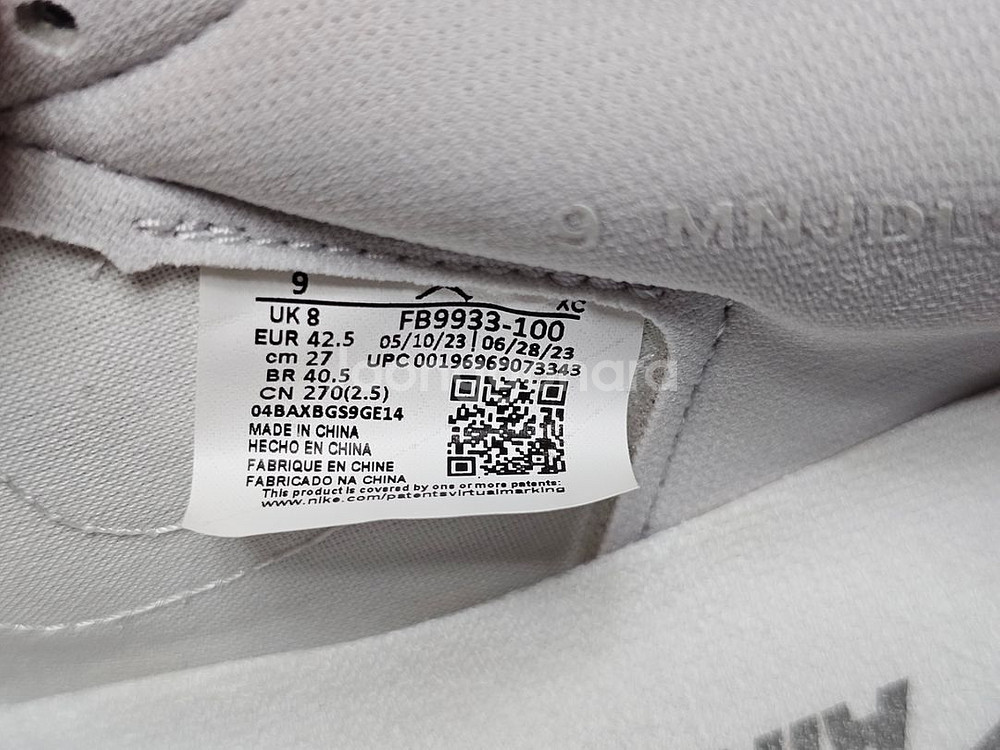 9 MNJDL
9
XC
UK 8
FB9933-100
EUR 42.5
05/10/23 | 06/28/23
cm 27
UPC 00196969073343
BR 40.5
CN 270(2.5)
04BAXBGS9GE14
MADE IN CHINA
HECHO EN CHINA
FABRIQUE EN CHINE
FABRICADO NA CHINA
This product is covered by one or more patents:
www.nike.com/patentsvirtualmarking